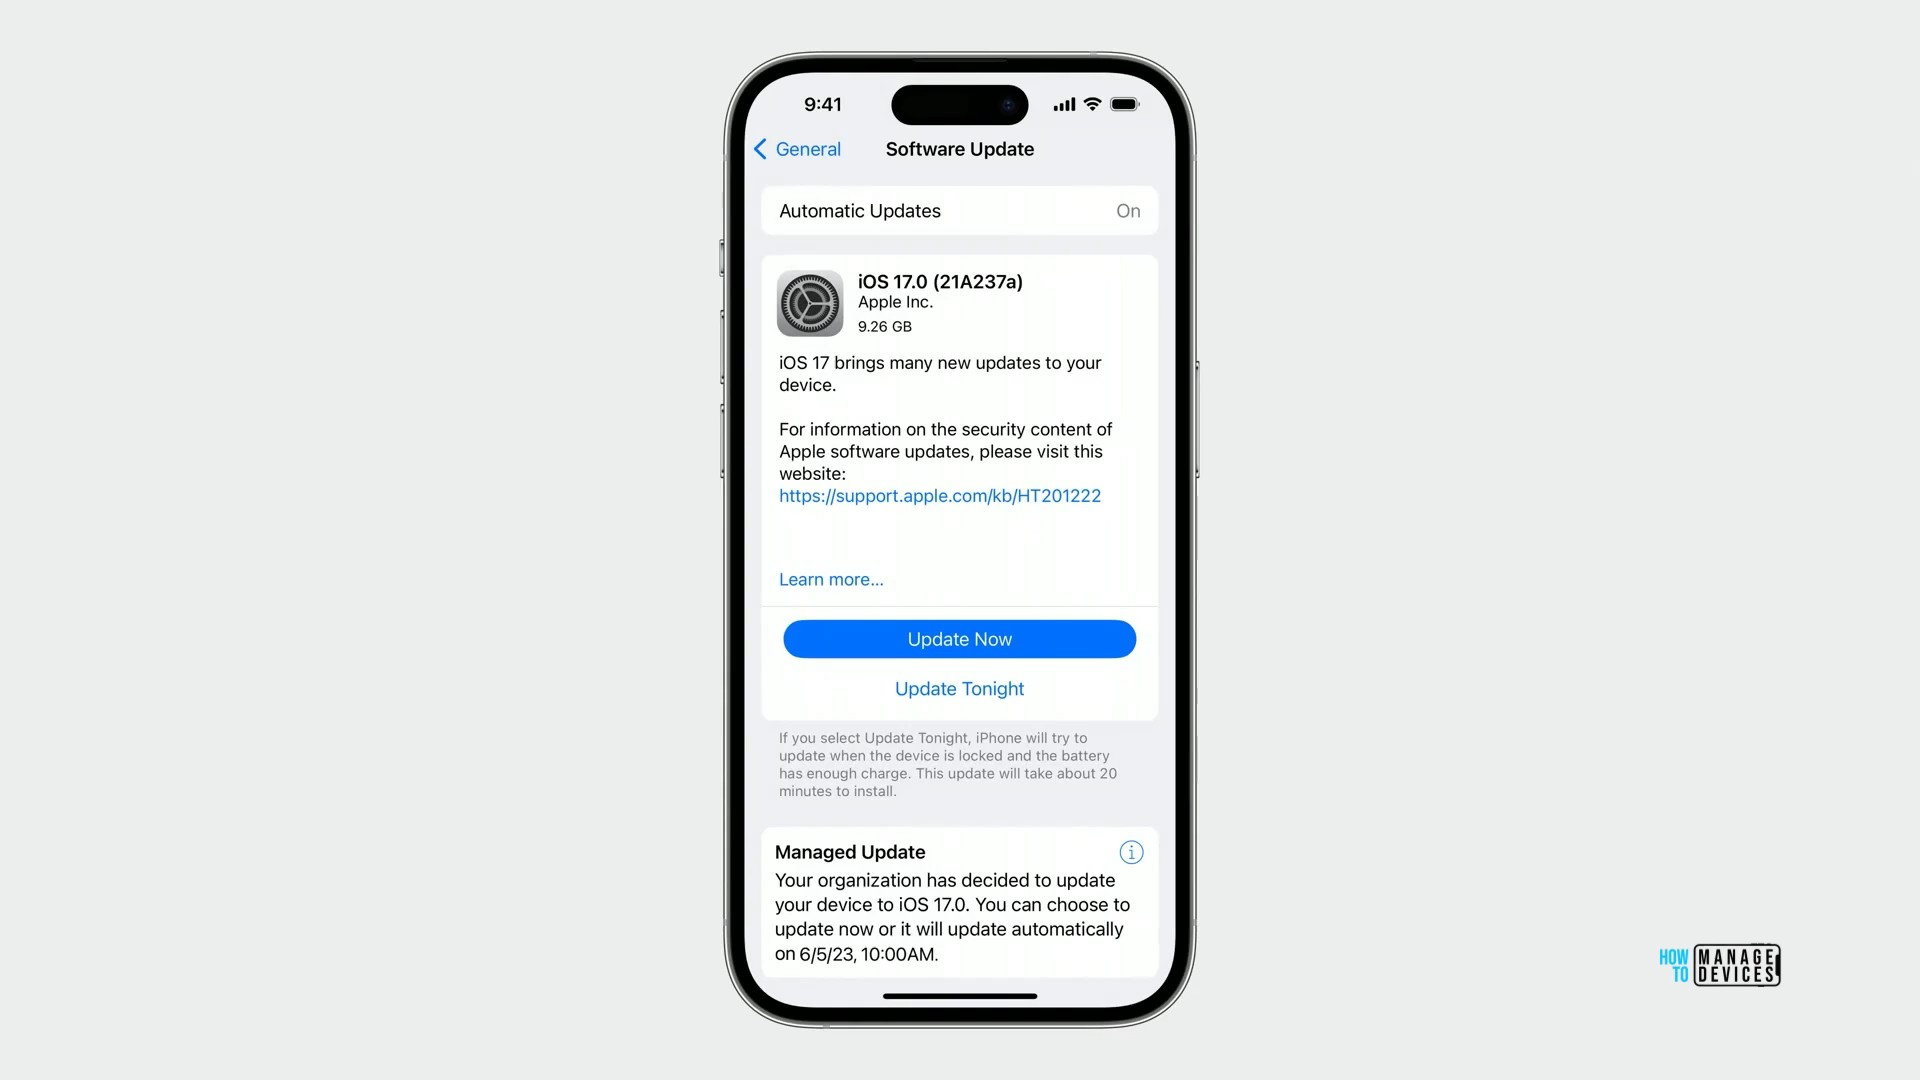 9:41
General
Software Update
Automatic Updates
On
iOS 17.0 (21A237a)
Apple Inc.
9.26 GB
iOS 17 brings many new updates to your
device.
For information on the security content of
Apple software updates, please visit this
website:
https://support.apple.com/kb/HT201222
Learn more...
Update Now
Update Tonight
If you select Update Tonight, iPhone will try to
update when the device is locked and the battery
has enough charge. This update will take about 20
minutes to install.
Managed Update
Your organization has decided to update
your device to iOS 17.0. You can choose to
update now or it will update automatically
on 6/5/23, 10:00AM.
HOW TO
MANAGE
DEVICES